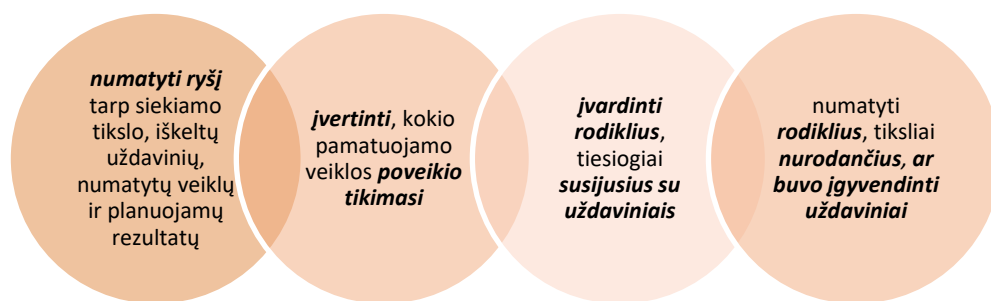 numatyti ryšį
tarp siekiamo
tikslo, iškeltų
uždavinių,
numatytų veiklų
ir planuojamų
rezultatų
įvertinti, kokio
pamatuojamo
veiklos poveikio
tikimasi
įvardinti
rodiklius,
tiesiogiai
susijusius su
uždaviniais
numatyti
rodiklius, tiksliai
nurodančius, ar
buvo įgyvendinti
uždaviniai